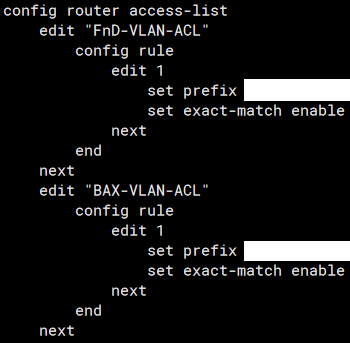 config router access-list
edit "FnD-VLAN-ACL"
config rule
edit 1
set prefix
set exact-match enable
next
end
next
edit "BAX-VLAN-ACL"
config rule
edit 1
set prefix
set exact-match enable
next
end
next